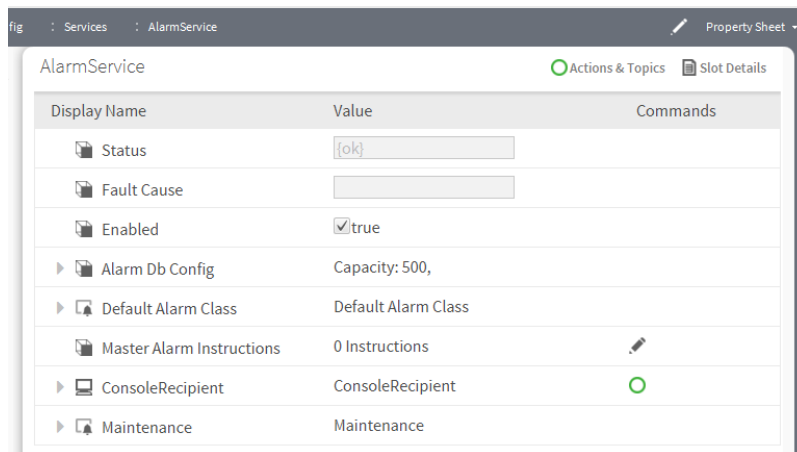 fig : Services : AlarmService Property Sheet
AlarmService Actions & Topics Slot Details
Display Name Value Commands
Status {ok}
Fault Cause
Enabled true
Alarm Db Config Capacity: 500,
Default Alarm Class Default Alarm Class
Master Alarm Instructions 0 Instructions
ConsoleRecipient ConsoleRecipient
Maintenance Maintenance